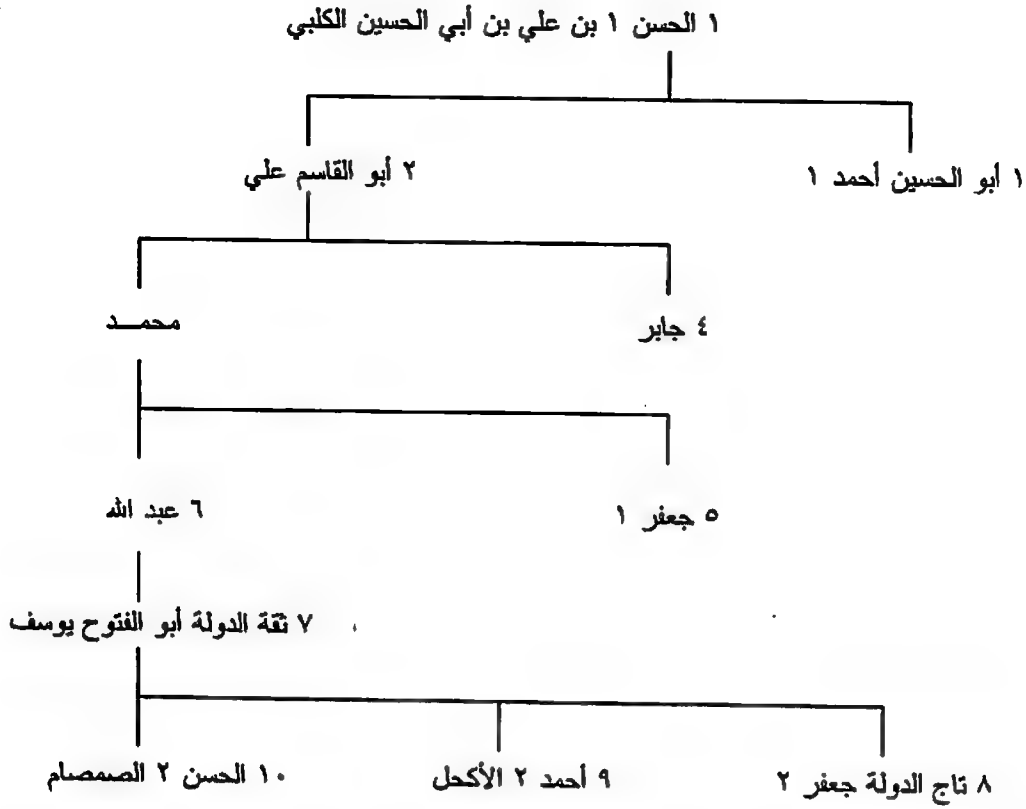 ١ الحسن ١ بن علي بن أبي الحسين الكلبي
١ أبو الحسين أحمد ١
٢ أبو القاسم علي
٤ جابر
محمـــد
٥ جعفر ١
٦ عبد الله
٧ ثقة الدولة أبو الفتوح يوسف
٨ تاج الدولة جعفر ٢
٩ أحمد ٢ الأكحل
١٠ الحسن ٢ الصمصام